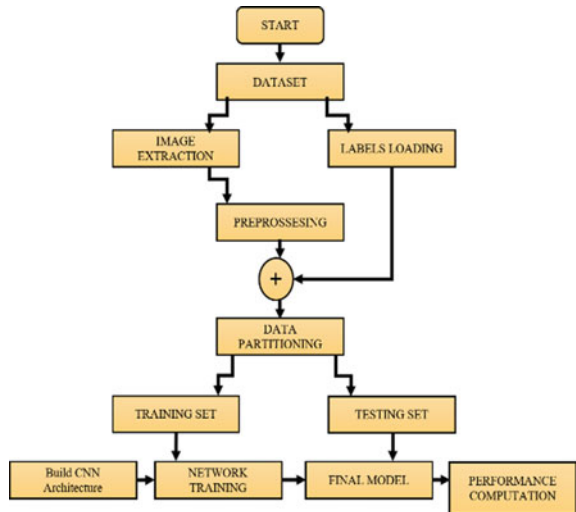 START
DATASET
IMAGE
EXTRACTION
LABELS LOADING
PREPROSSESING
+
DATA
PARTITIONING
TRAINING SET
TESTING SET
Build CNN
Architecture
NETWORK
TRAINING
FINAL MODEL
PERFORMANCE
COMPUTATION